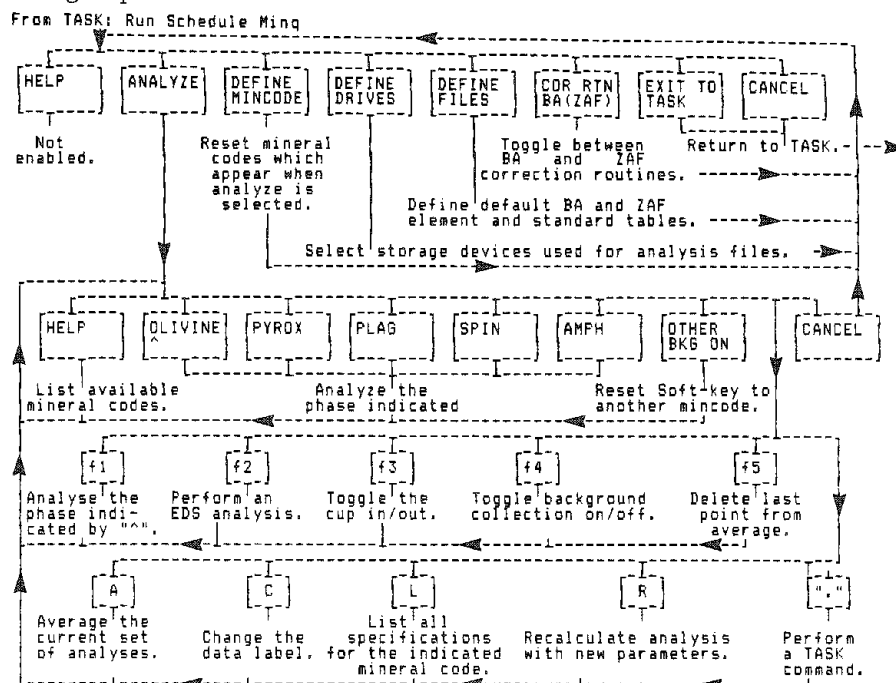 From TASK: Run Schedule Minq
HELP ANALYZE DEFINE MINCODE DEFINE DRIVES DEFINE FILES COR RTN BA(ZAF) EXIT TO TASK CANCEL
Not enabled.
Reset mineral codes which appear when analyze is selected.
Toggle between BA and ZAF correction routines.
Return to TASK.
Define default BA and ZAF element and standard tables.
Select storage devices used for analysis files.
HELP OLIVINE ^ PYROX PLAG SPIN AMPH OTHER BKG ON CANCEL
List available mineral codes.
Analyze the phase indicated
Reset Soft-key to another mincode.
f1 f2 f3 f4 f5
Analyse the phase indi-cated by "^".
Perform an EDS analysis.
Toggle the cup in/out.
Toggle background collection on/off.
Delete last point from average.
A C L R ","
Average the current set of analyses.
Change the data label.
List all specifications for the indicated mineral code.
Recalculate analysis with new parameters.
Perform a TASK command.